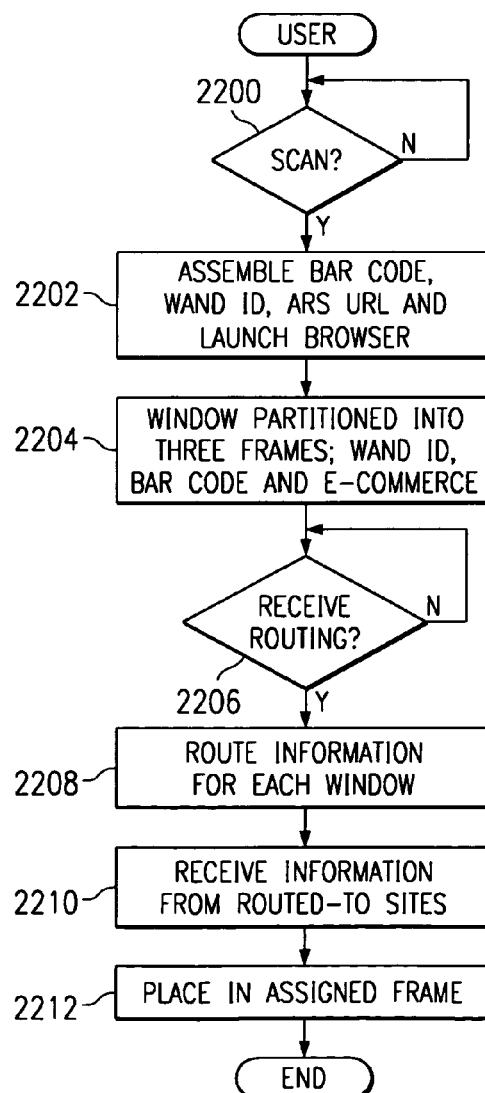 USER
2200
SCAN?
N
Y
2202
ASSEMBLE BAR CODE,
WAND ID, ARS URL AND
LAUNCH BROWSER
2204
WINDOW PARTITIONED INTO
THREE FRAMES; WAND ID,
BAR CODE AND E-COMMERCE
RECEIVE
ROUTING?
N
2206
Y
2208
ROUTE INFORMATION
FOR EACH WINDOW
2210
RECEIVE INFORMATION
FROM ROUTED-TO SITES
2212
PLACE IN ASSIGNED FRAME
END